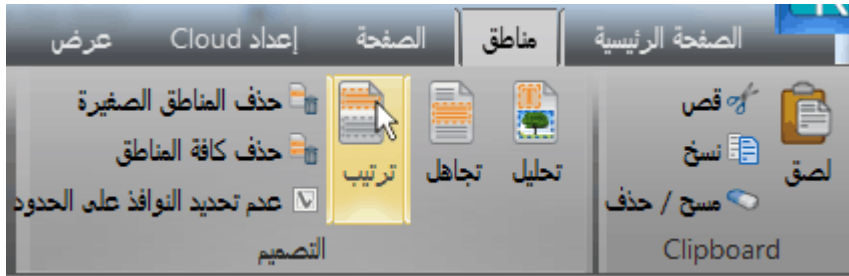 الصفحة الرئيسية
مناطق
الصفحة
إعداد Cloud
عرض
لصق
قص
نسخ
مسح / حذف
Clipboard
تحليل
تجاهل
ترتيب
حذف المناطق الصغيرة
حذف كافة المناطق
عدم تحديد النوافذ على الحدود
التصميم